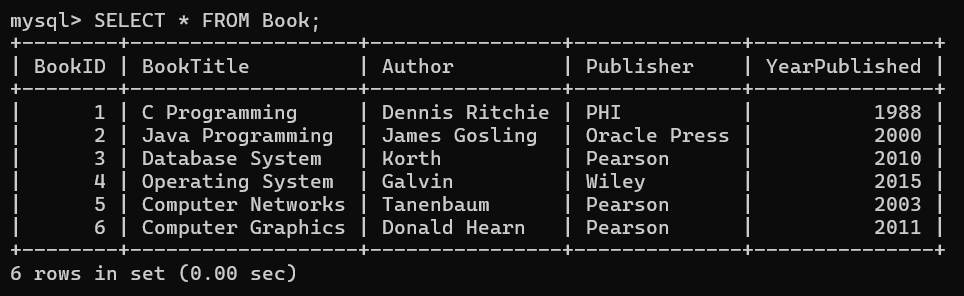 mysql> SELECT * FROM Book;
+--------+-------------------+----------------+--------------+---------------+
| BookID | BookTitle         | Author         | Publisher    | YearPublished |
+--------+-------------------+----------------+--------------+---------------+
|      1 | C Programming     | Dennis Ritchie | PHI          |          1988 |
|      2 | Java Programming  | James Gosling  | Oracle Press |          2000 |
|      3 | Database System   | Korth          | Pearson      |          2010 |
|      4 | Operating System  | Galvin         | Wiley        |          2015 |
|      5 | Computer Networks | Tanenbaum      | Pearson      |          2003 |
|      6 | Computer Graphics | Donald Hearn   | Pearson      |          2011 |
+--------+-------------------+----------------+--------------+---------------+
6 rows in set (0.00 sec)